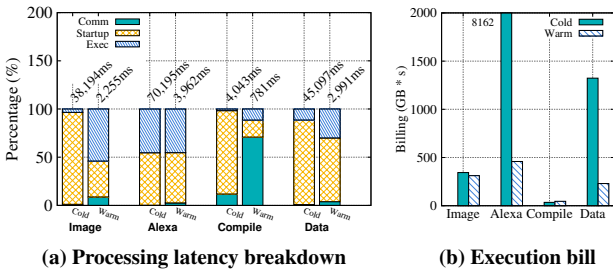 Comm
Startup
Exec
200
150
100
50
0
Percentage (%)
38,194ms
2,255ms
70,195ms
3,962ms
4,043ms
781ms
45,097ms
2,991ms
Cold Warm Cold Warm Cold Warm Cold Warm
Image Alexa Compile Data
(a) Processing latency breakdown
8162
Cold
Warm
2000
1500
1000
500
0
Billing (GB * s)
Image Alexa Compile Data
(b) Execution bill